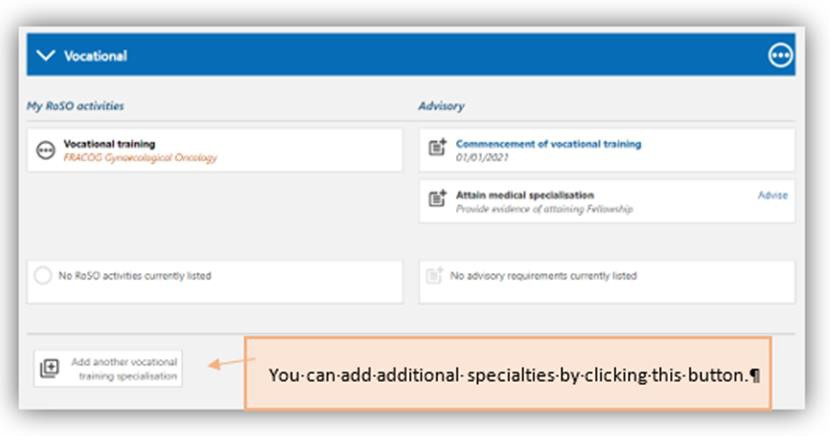 Vocational
My RoSO activities
Advisory
Vocational training
FRACOG Gynaecological Oncology
Commencement of vocational training
01/01/2021
Attain medical specialisation
Advise
Provide evidence of attaining Fellowship
No RoSO activities currently listed
No advisory requirements currently listed
Add another vocational
training specialisation
You·can·add·additional·specialties·by·clicking·this·button.¶